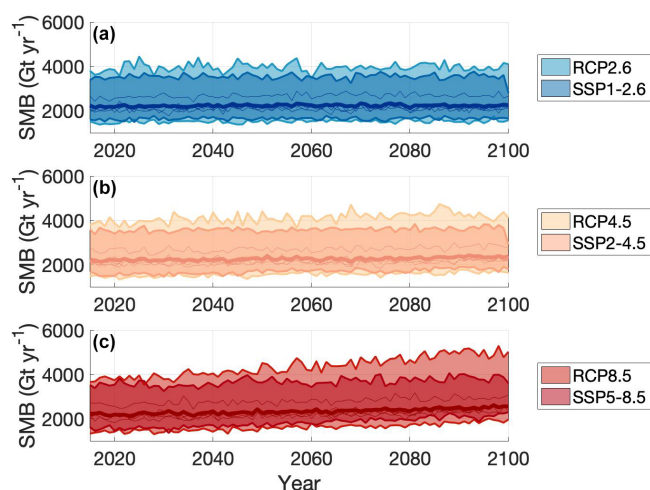 (a)
6000
4000
2000
SMB (Gt yr⁻¹)
2020 2040 2060 2080 2100
RCP2.6
SSP1-2.6
(b)
6000
4000
2000
SMB (Gt yr⁻¹)
2020 2040 2060 2080 2100
RCP4.5
SSP2-4.5
(c)
6000
4000
2000
SMB (Gt yr⁻¹)
2020 2040 2060 2080 2100
Year
RCP8.5
SSP5-8.5